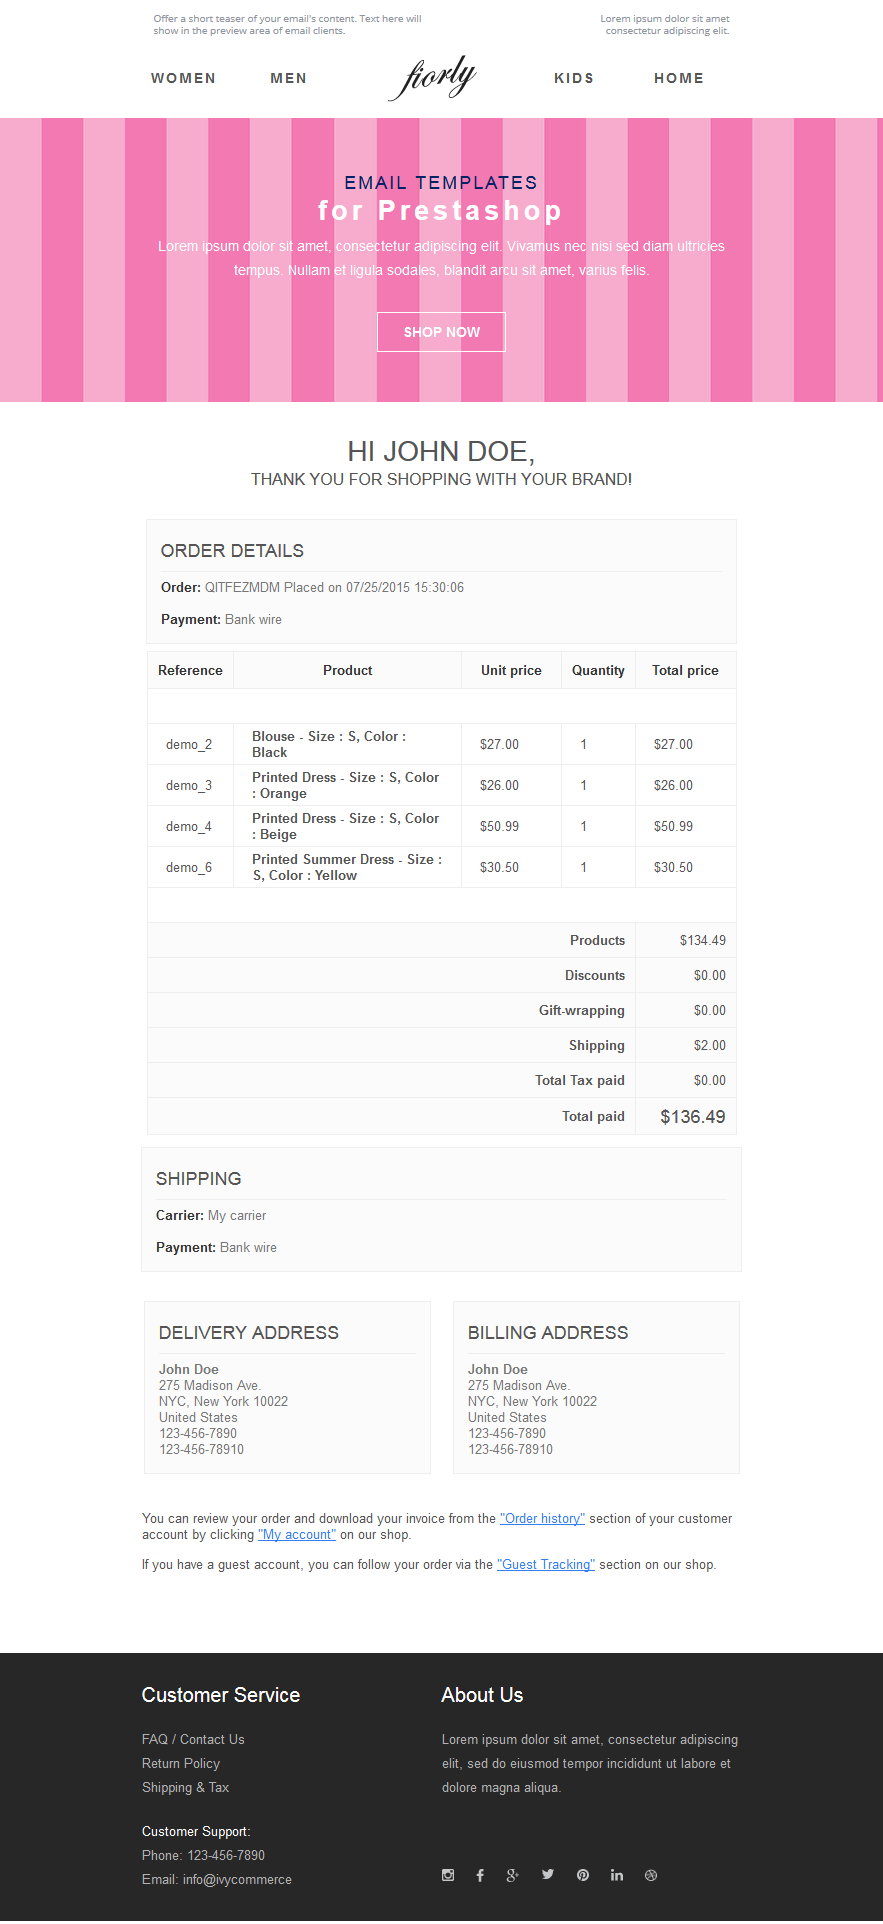 Offer a short teaser of your email's content. Text here will
show in the preview area of email clients.
Lorem ipsum dolor sit amet
consectetur adipiscing elit.
WOMEN MEN fiorly KIDS HOME
EMAIL TEMPLATES
for Prestashop
Lorem ipsum dolor sit amet, consectetur adipiscing elit. Vivamus nec nisi sed diam ultricies
tempus. Nullam et ligula sodales, blandit arcu sit amet, varius felis.
SHOP NOW
HI JOHN DOE,
THANK YOU FOR SHOPPING WITH YOUR BRAND!
ORDER DETAILS
Order: QITFEZMDM Placed on 07/25/2015 15:30:06
Payment: Bank wire
Reference Product Unit price Quantity Total price
demo_2 Blouse - Size : S, Color :
Black $27.00 1 $27.00
demo_3 Printed Dress - Size : S, Color
: Orange $26.00 1 $26.00
demo_4 Printed Dress - Size : S, Color
: Beige $50.99 1 $50.99
demo_6 Printed Summer Dress - Size :
S, Color : Yellow $30.50 1 $30.50
Products $134.49
Discounts $0.00
Gift-wrapping $0.00
Shipping $2.00
Total Tax paid $0.00
Total paid $136.49
SHIPPING
Carrier: My carrier
Payment: Bank wire
DELIVERY ADDRESS
John Doe
275 Madison Ave.
NYC, New York 10022
United States
123-456-7890
123-456-78910
BILLING ADDRESS
John Doe
275 Madison Ave.
NYC, New York 10022
United States
123-456-7890
123-456-78910
You can review your order and download your invoice from the "Order history" section of your customer
account by clicking "My account" on our shop.
If you have a guest account, you can follow your order via the "Guest Tracking" section on our shop.
Customer Service
FAQ / Contact Us
Return Policy
Shipping & Tax
Customer Support:
Phone: 123-456-7890
Email: info@ivycommerce
About Us
Lorem ipsum dolor sit amet, consectetur adipiscing
elit, sed do eiusmod tempor incididunt ut labore et
dolore magna aliqua.